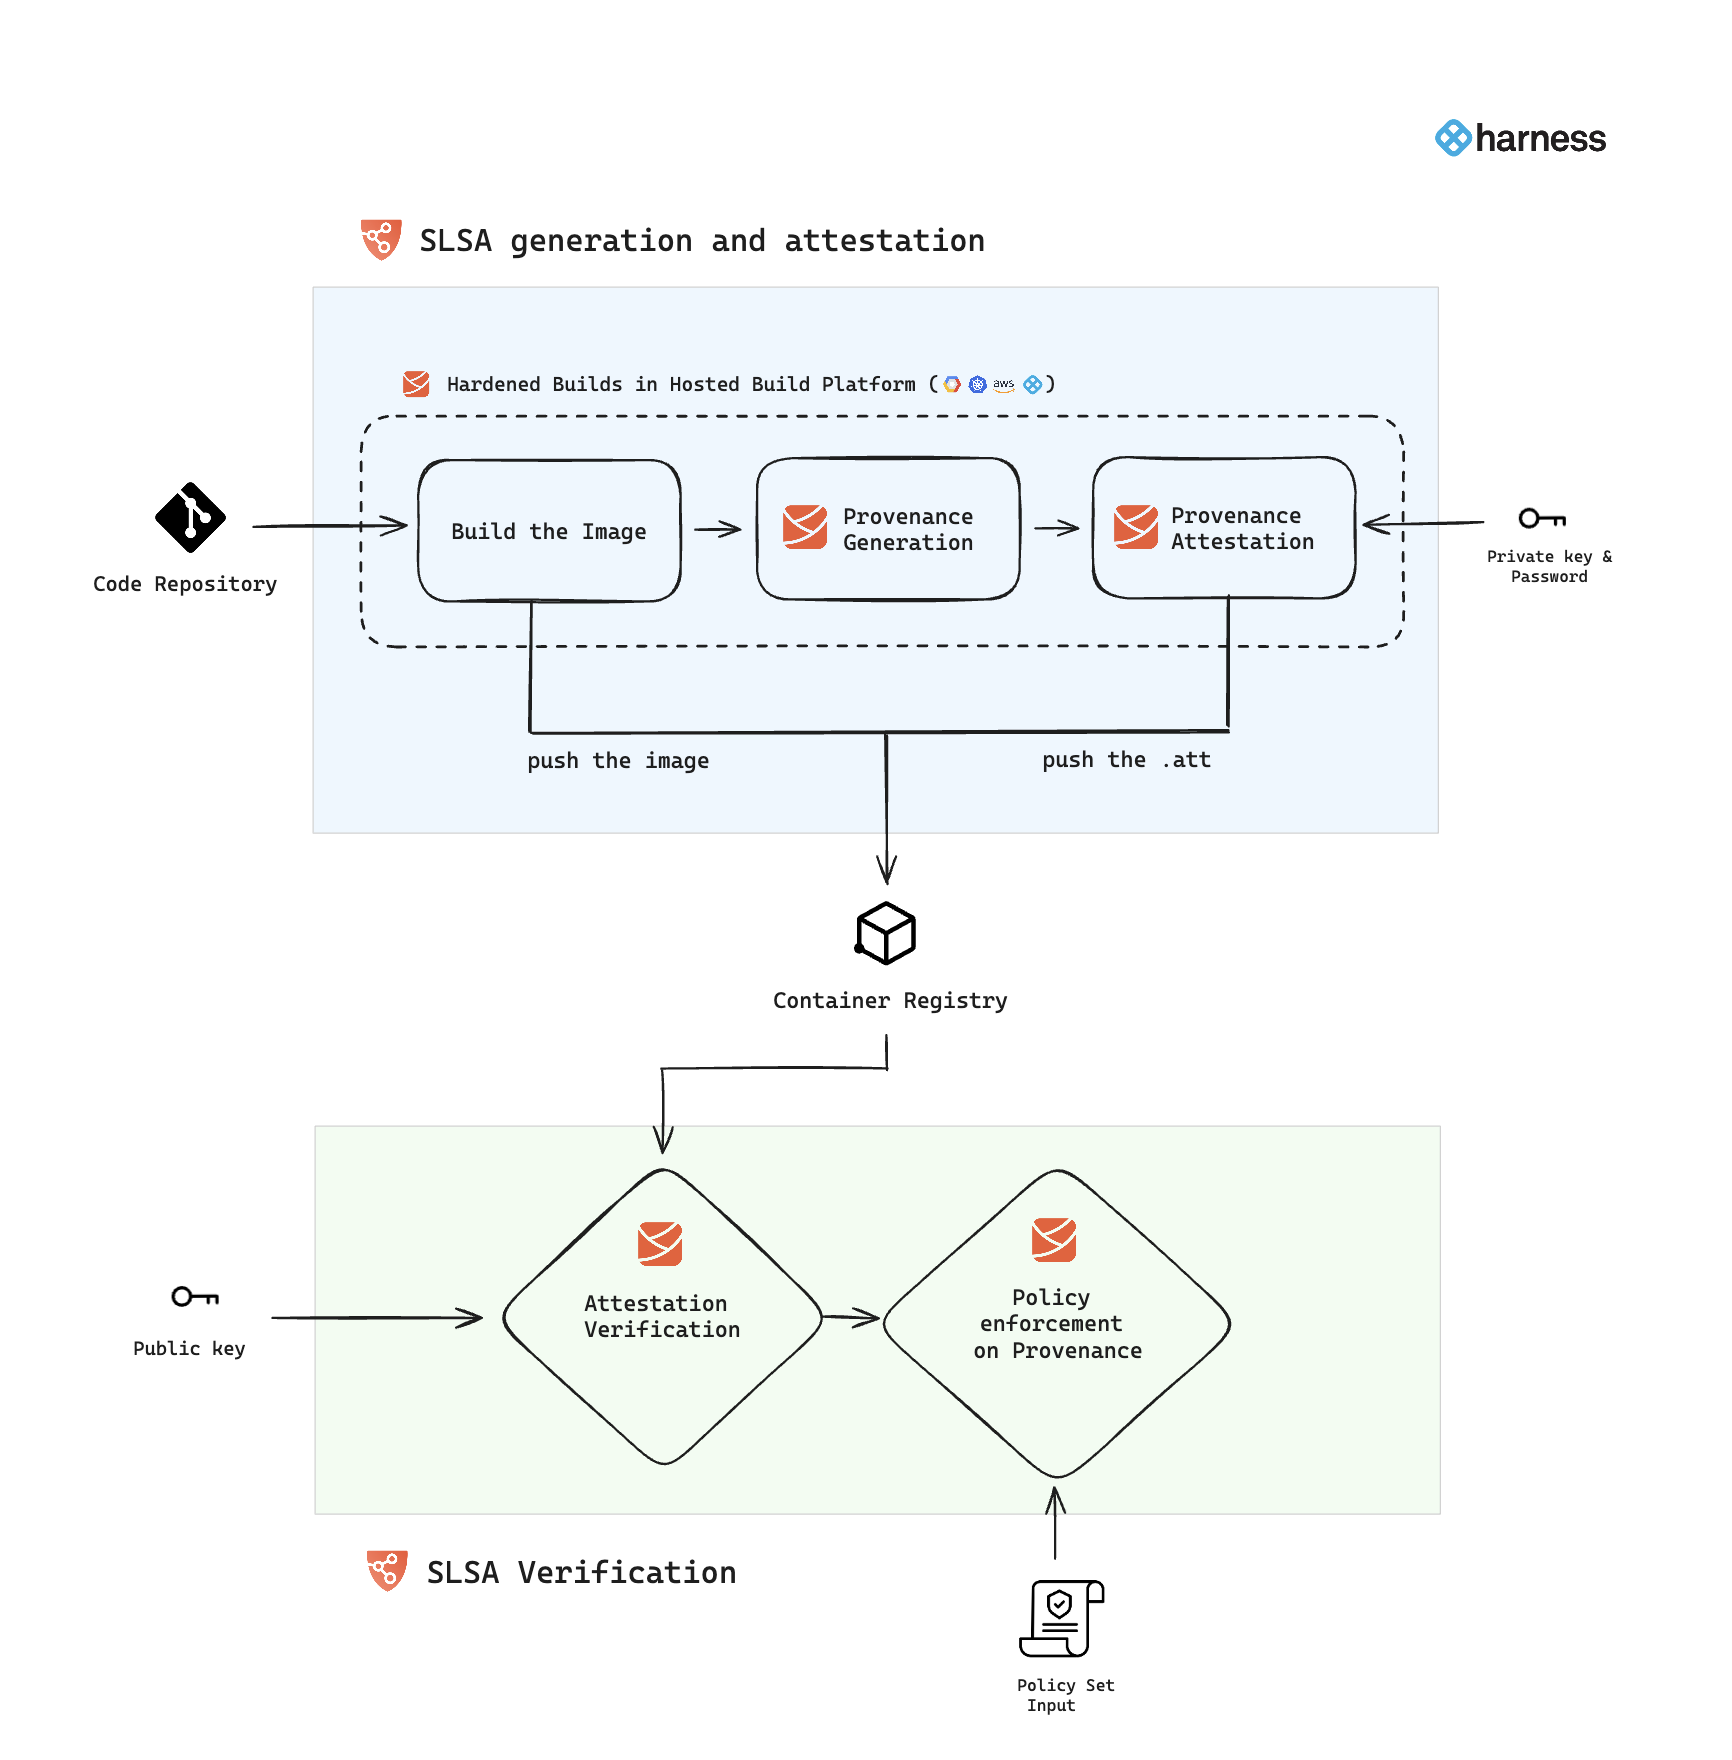 harness
SLSA generation and attestation
Hardened Builds in Hosted Build Platform ( aws )
Build the Image
Provenance
Generation
Provenance
Attestation
Code Repository
Private key &
Password
push the image
push the .att
Container Registry
Attestation
Verification
Policy
enforcement
on Provenance
Public key
SLSA Verification
Policy Set
Input